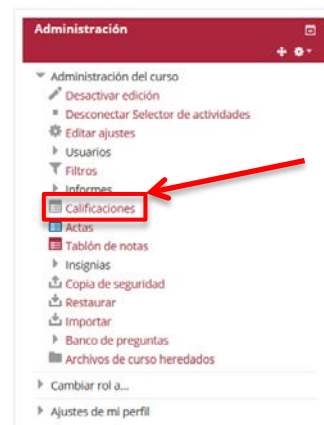 Administración
Administración del curso
Desactivar edición
Desconectar Selector de actividades
Editar ajustes
Usuarios
Filtros
Informes
Calificaciones
Actas
Tablón de notas
Insignias
Copia de seguridad
Restaurar
Importar
Banco de preguntas
Archivos de curso heredados
Cambiar rol a...
Ajustes de mi perfil